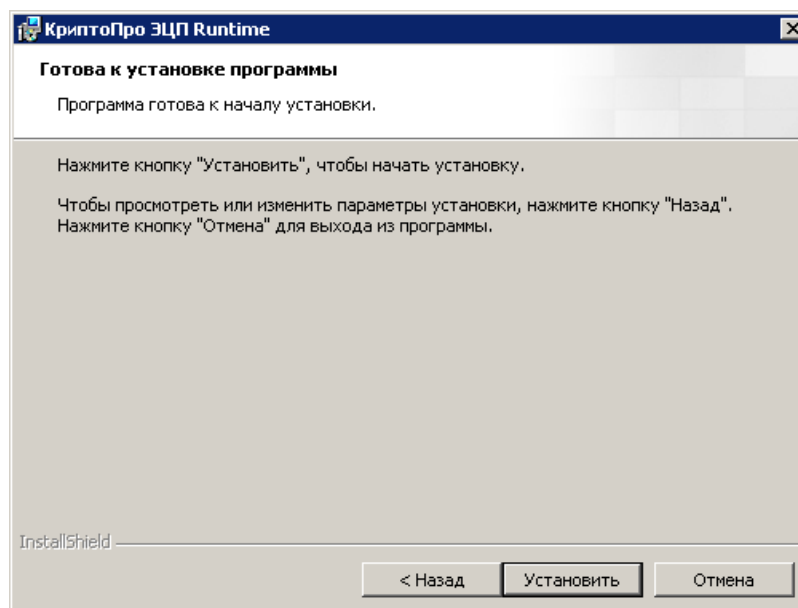 КриптоПро ЭЦП Runtime
Готова к установке программы
Программа готова к началу установки.
Нажмите кнопку "Установить", чтобы начать установку.
Чтобы просмотреть или изменить параметры установки, нажмите кнопку "Назад".
Нажмите кнопку "Отмена" для выхода из программы.
InstallShield
< Назад
Установить
Отмена